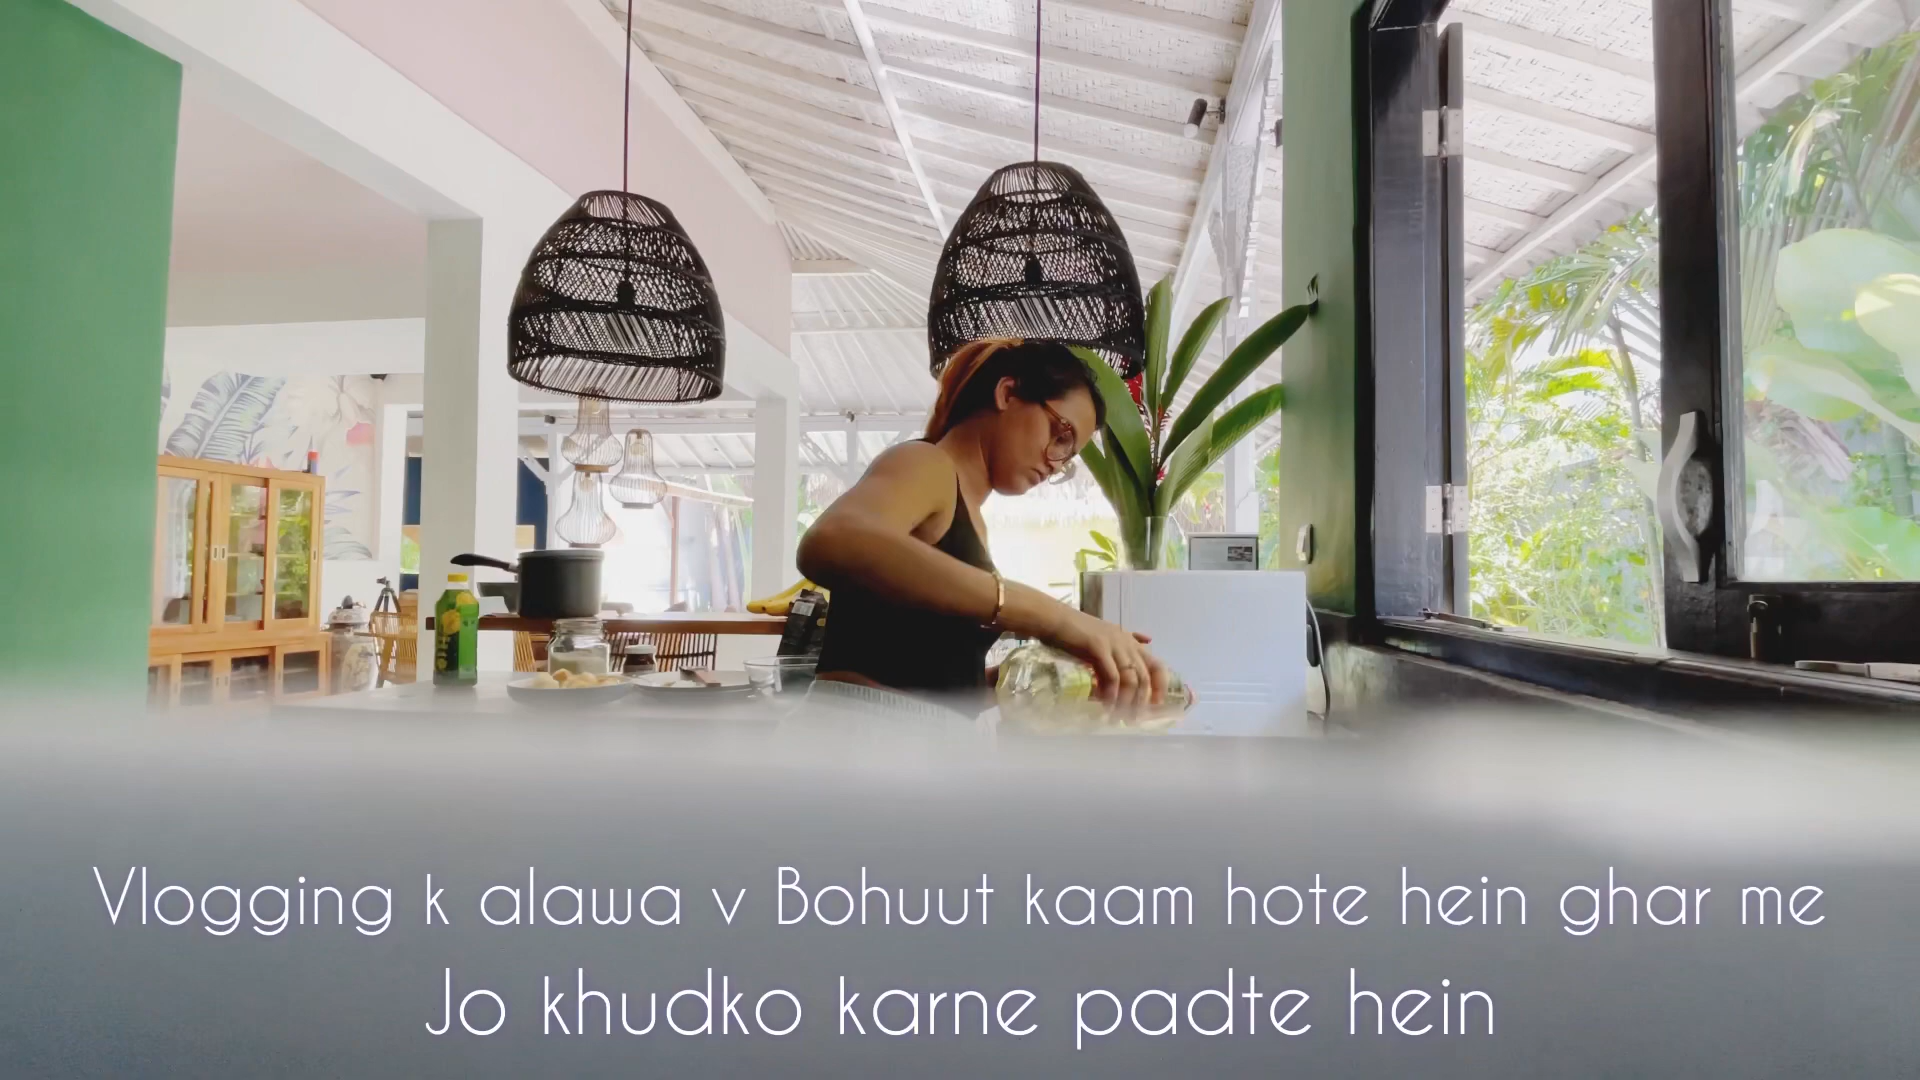 Vlogging k alawa v Bohuut kaam hote hein ghar me
Jo khudko karne padte hein